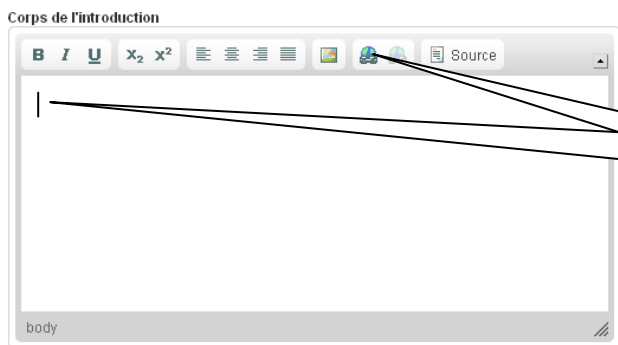 Corps de l'introduction
B I U X₂ X² Source
body